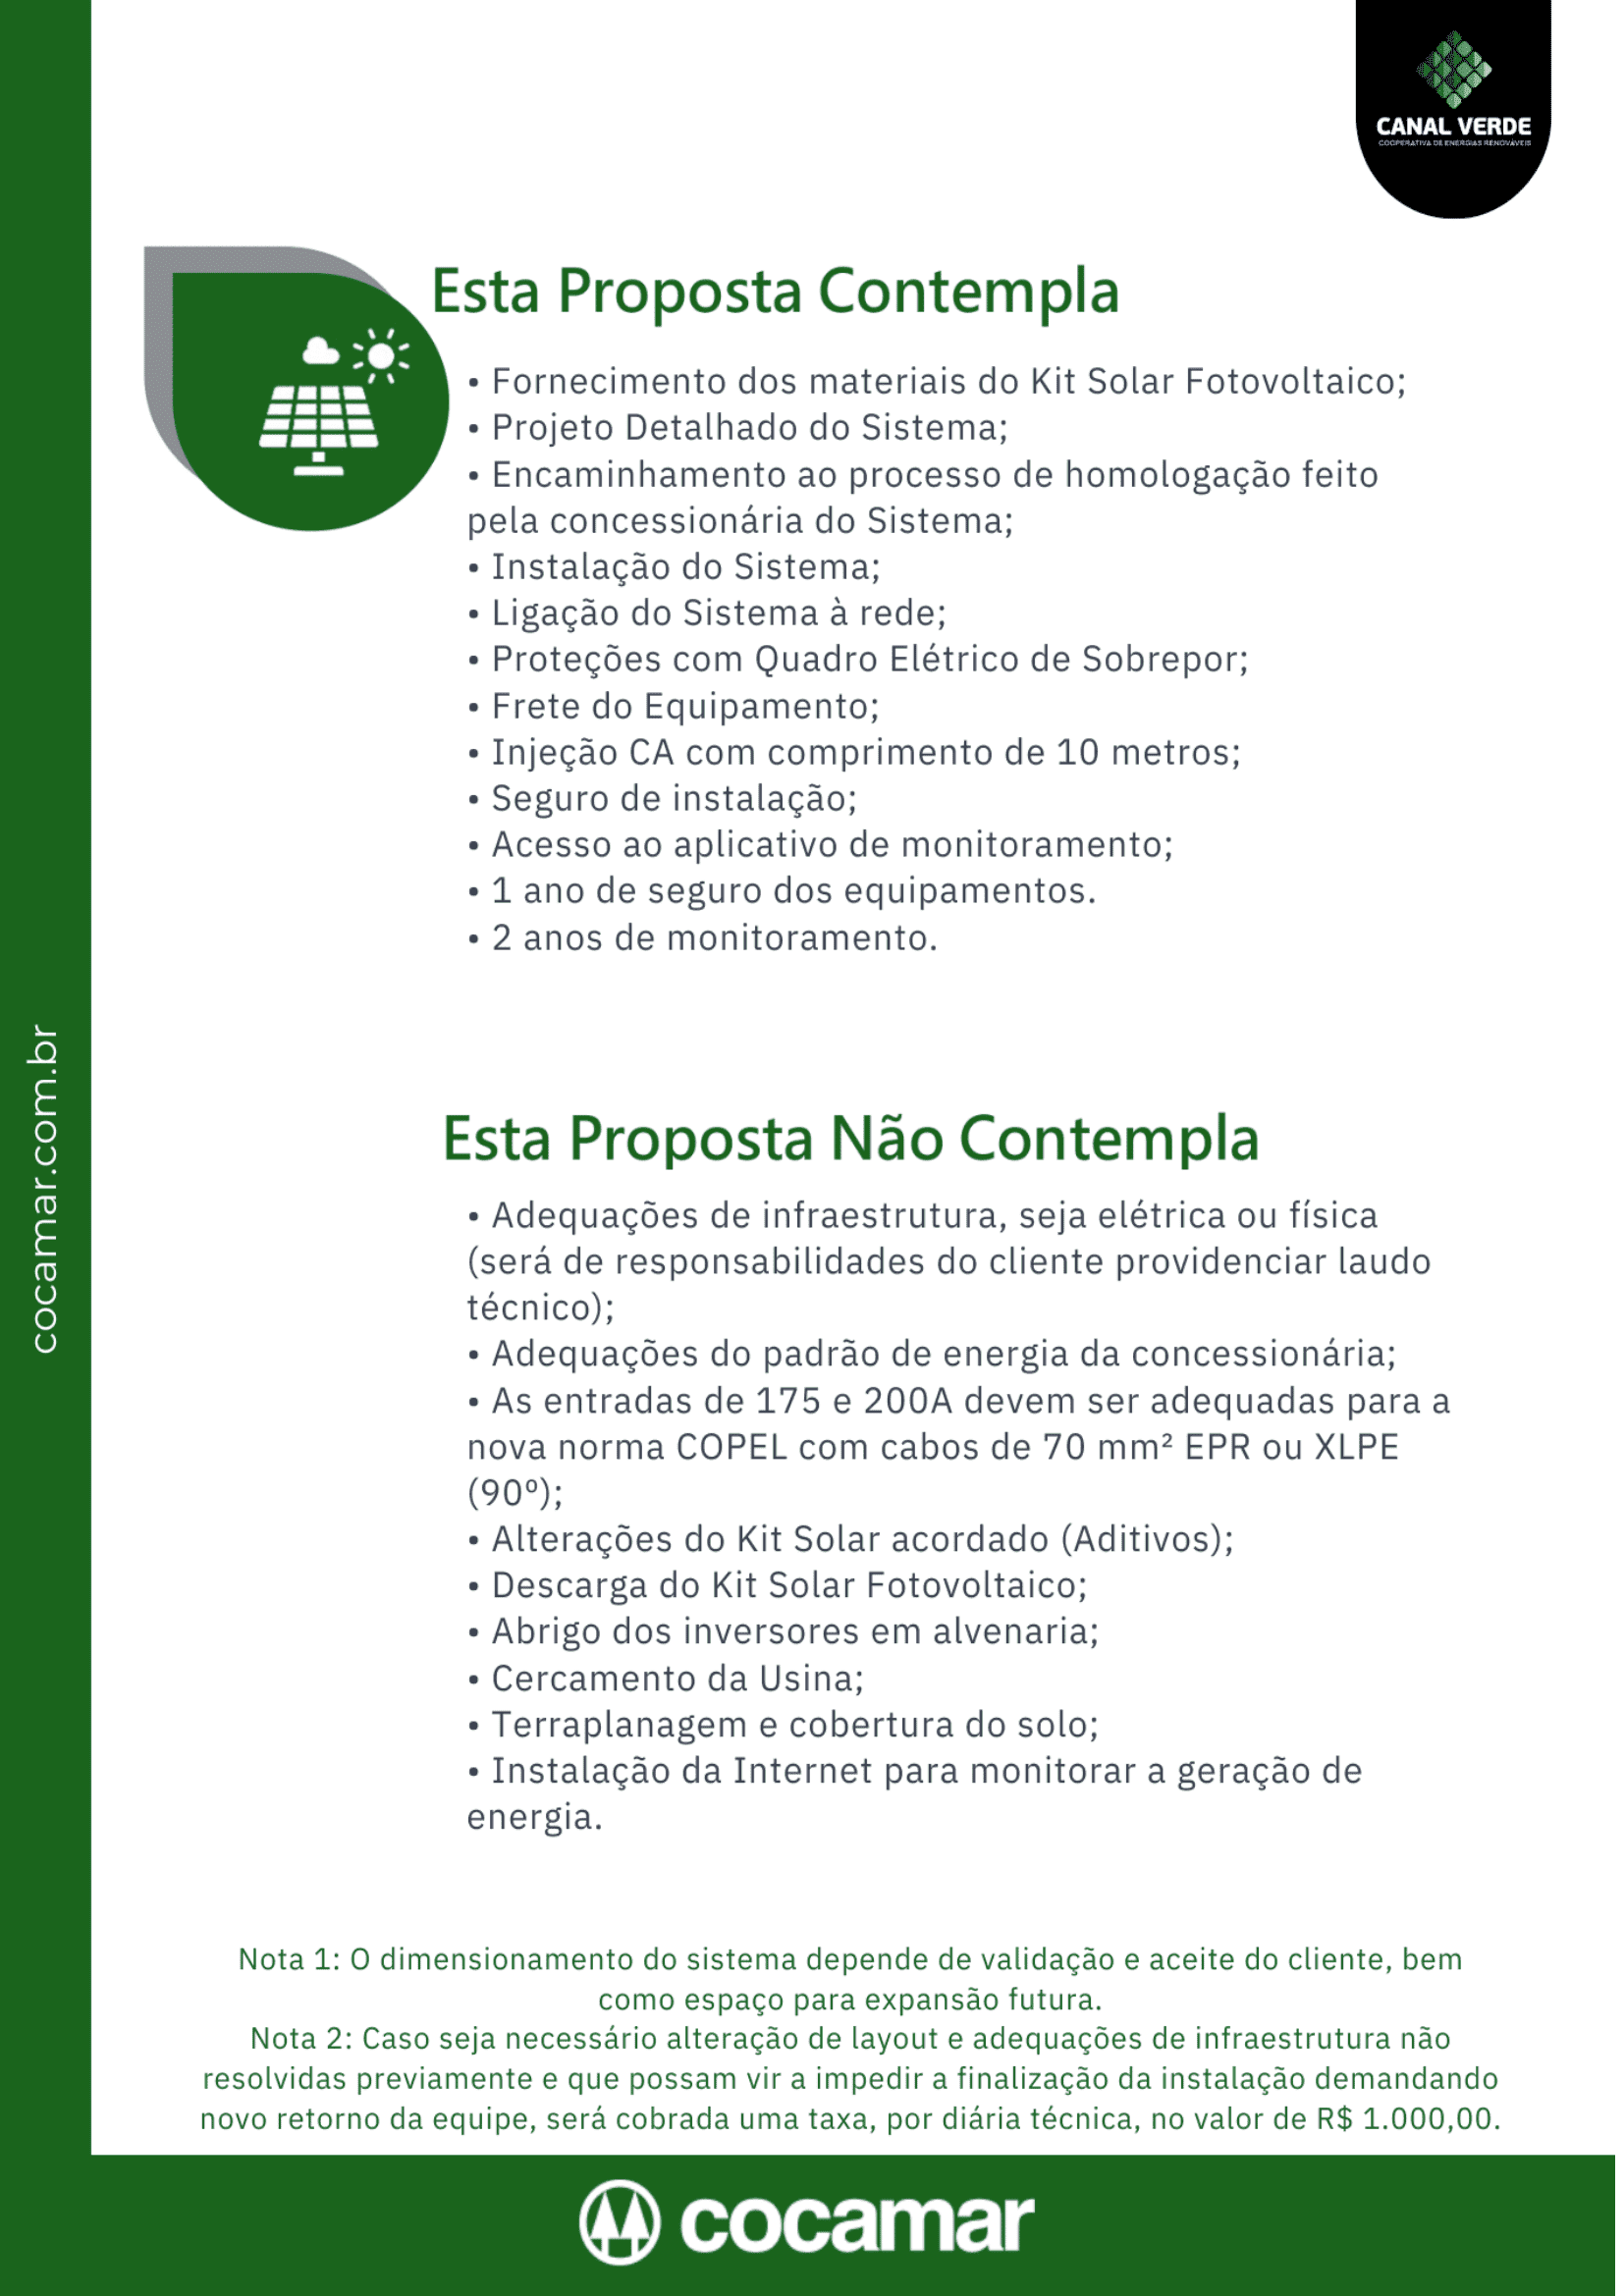 CANAL VERDE
COOPERATIVA DE ENERGIAS RENOVÁVEIS
Esta Proposta Contempla
• Fornecimento dos materiais do Kit Solar Fotovoltaico;
• Projeto Detalhado do Sistema;
• Encaminhamento ao processo de homologação feito
pela concessionária do Sistema;
• Instalação do Sistema;
• Ligação do Sistema à rede;
• Proteções com Quadro Elétrico de Sobrepor;
• Frete do Equipamento;
• Injeção CA com comprimento de 10 metros;
• Seguro de instalação;
• Acesso ao aplicativo de monitoramento;
• 1 ano de seguro dos equipamentos.
• 2 anos de monitoramento.
cocamar.com.br
Esta Proposta Não Contempla
• Adequações de infraestrutura, seja elétrica ou física
(será de responsabilidades do cliente providenciar laudo
técnico);
• Adequações do padrão de energia da concessionária;
• As entradas de 175 e 200A devem ser adequadas para a
nova norma COPEL com cabos de 70 mm² EPR ou XLPE
(90º);
• Alterações do Kit Solar acordado (Aditivos);
• Descarga do Kit Solar Fotovoltaico;
• Abrigo dos inversores em alvenaria;
• Cercamento da Usina;
• Terraplanagem e cobertura do solo;
• Instalação da Internet para monitorar a geração de
energia.
Nota 1: O dimensionamento do sistema depende de validação e aceite do cliente, bem
como espaço para expansão futura.
Nota 2: Caso seja necessário alteração de layout e adequações de infraestrutura não
resolvidas previamente e que possam vir a impedir a finalização da instalação demandando
novo retorno da equipe, será cobrada uma taxa, por diária técnica, no valor de R$ 1.000,00.
cocamar